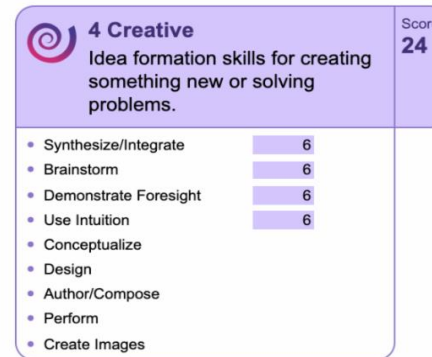 4 Creative
Idea formation skills for creating
something new or solving
problems.
Scor
24
• Synthesize/Integrate 6
• Brainstorm 6
• Demonstrate Foresight 6
• Use Intuition 6
• Conceptualize
• Design
• Author/Compose
• Perform
• Create Images